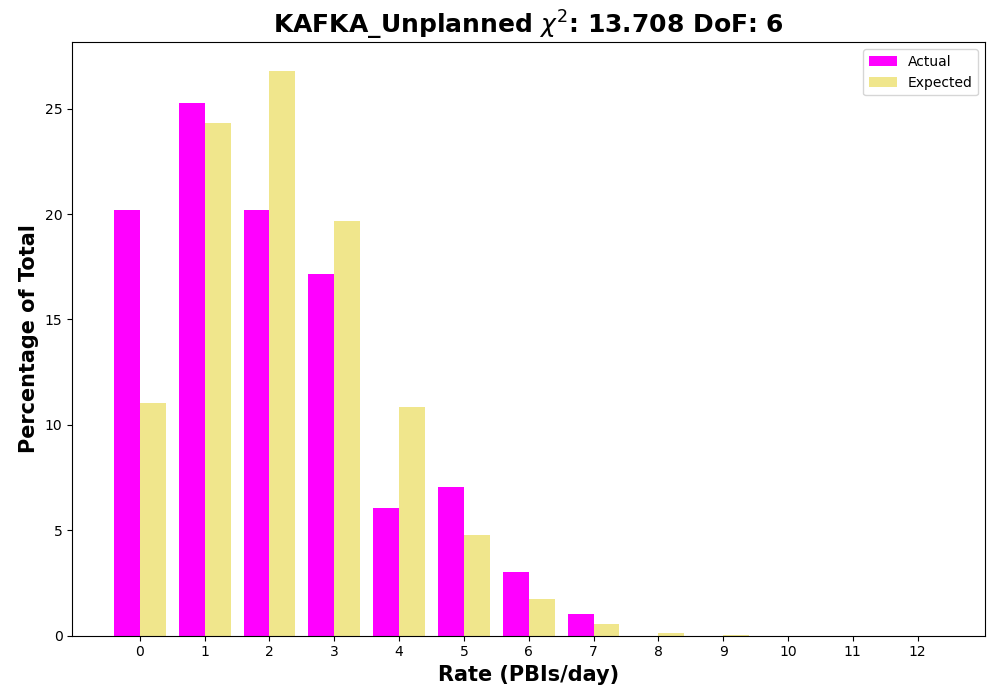 KAFKA_Unplanned χ²: 13.708 DoF: 6
Actual
Expected
Percentage of Total
25
20
15
10
5
0
0 1 2 3 4 5 6 7 8 9 10 11 12
Rate (PBIs/day)